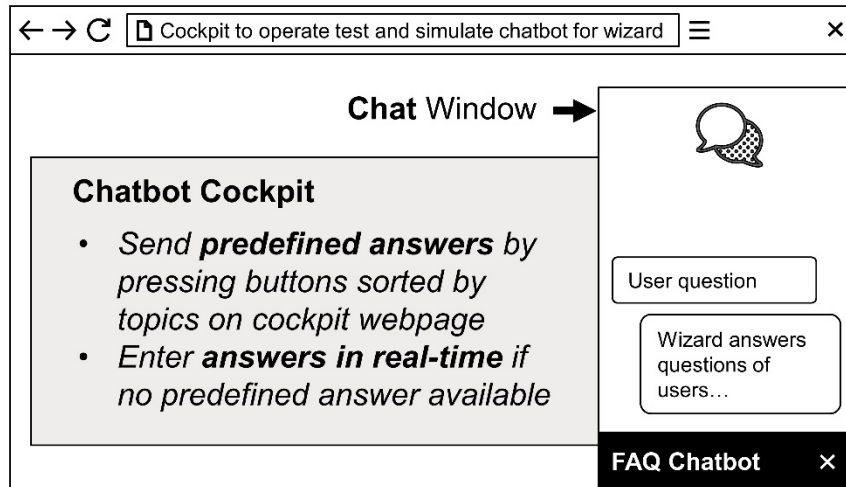 Cockpit to operate test and simulate chatbot for wizard
Chat Window
Chatbot Cockpit
• Send predefined answers by
pressing buttons sorted by
topics on cockpit webpage
• Enter answers in real-time if
no predefined answer available
User question
Wizard answers
questions of
users…
FAQ Chatbot